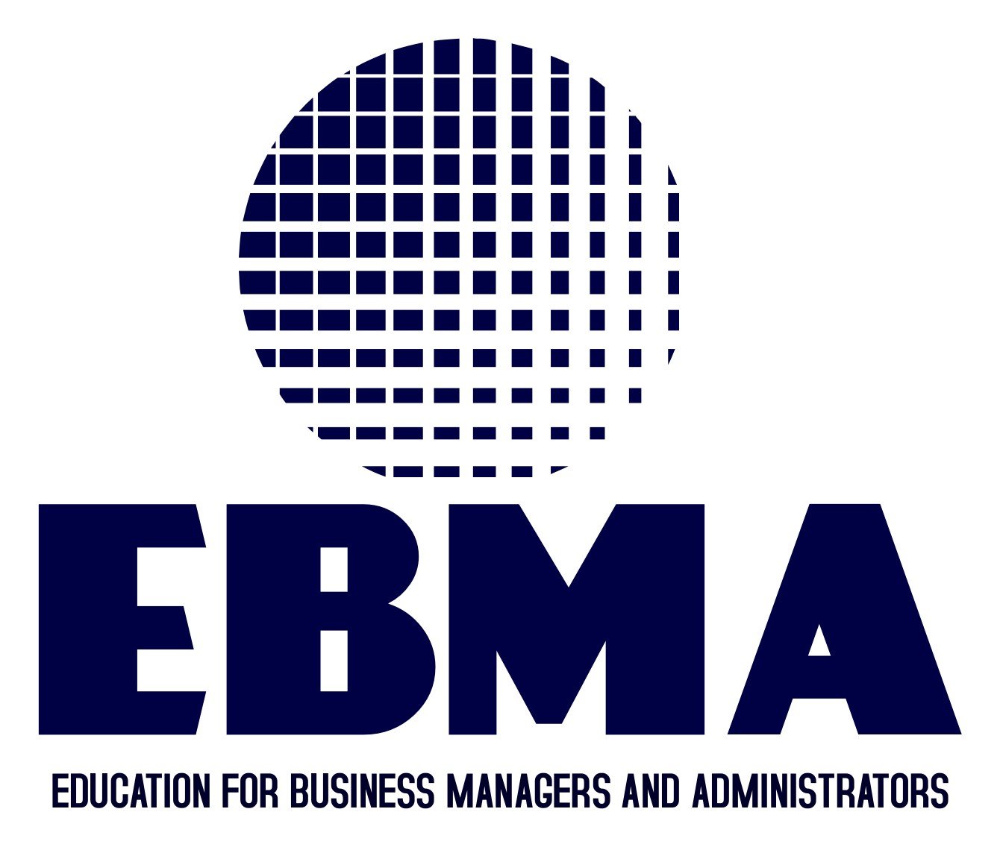 EBMA
EDUCATION FOR BUSINESS MANAGERS AND ADMINISTRATORS